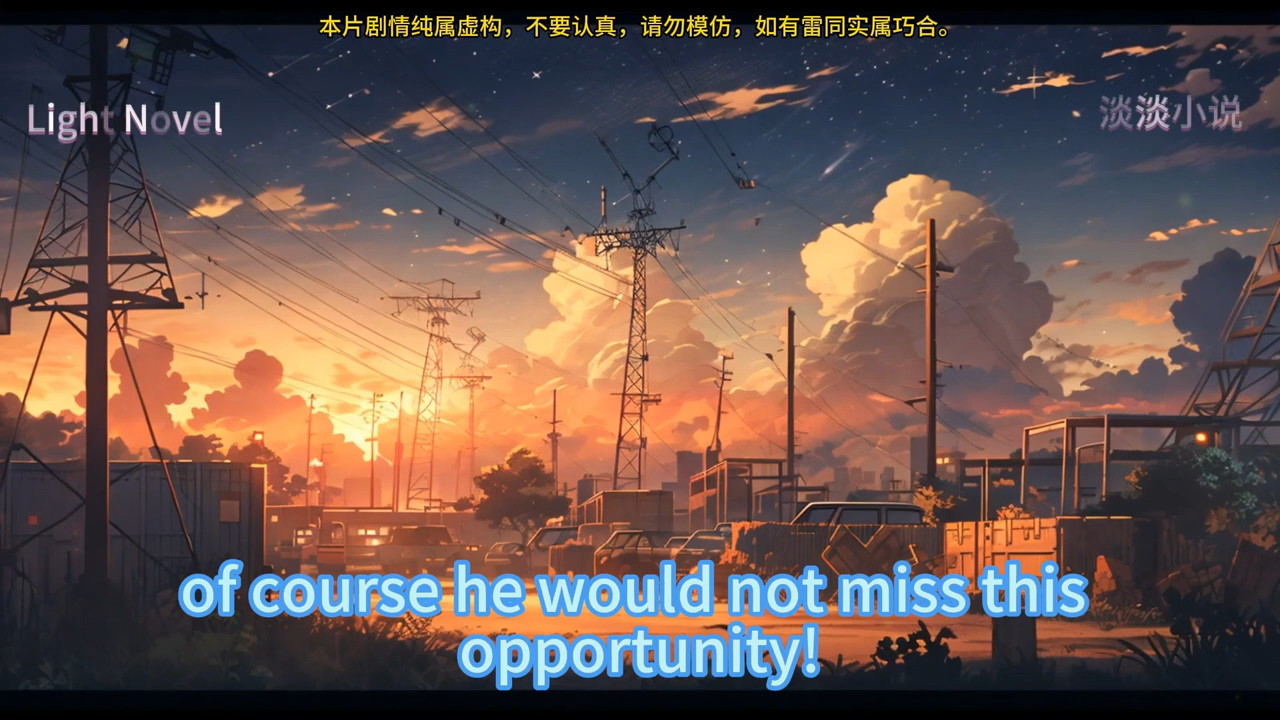 本片剧情纯属虚构，不要认真，请勿模仿，如有雷同实属巧合。
Light Novel
淡淡小说
of course he would not miss this
opportunity!